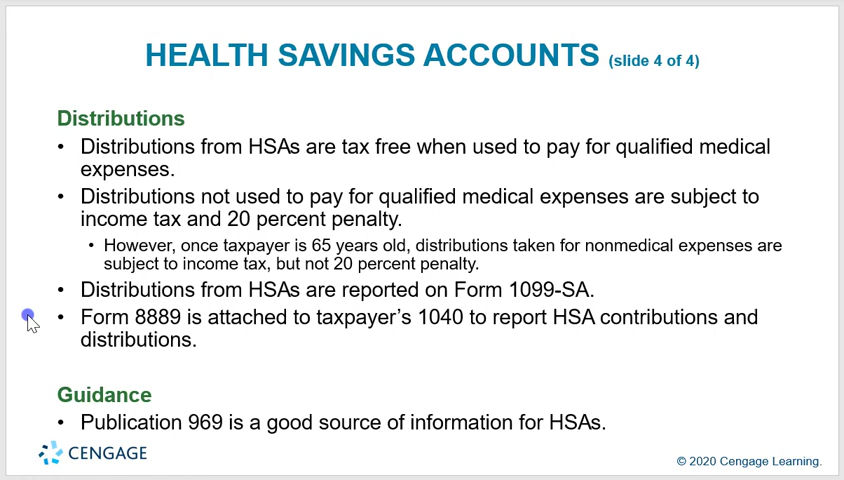 HEALTH SAVINGS ACCOUNTS (slide 4 of 4)
Distributions
• Distributions from HSAs are tax free when used to pay for qualified medical
expenses.
• Distributions not used to pay for qualified medical expenses are subject to
income tax and 20 percent penalty.
• However, once taxpayer is 65 years old, distributions taken for nonmedical expenses are
subject to income tax, but not 20 percent penalty.
• Distributions from HSAs are reported on Form 1099-SA.
• Form 8889 is attached to taxpayer’s 1040 to report HSA contributions and
distributions.
Guidance
• Publication 969 is a good source of information for HSAs.
CENGAGE
© 2020 Cengage Learning.